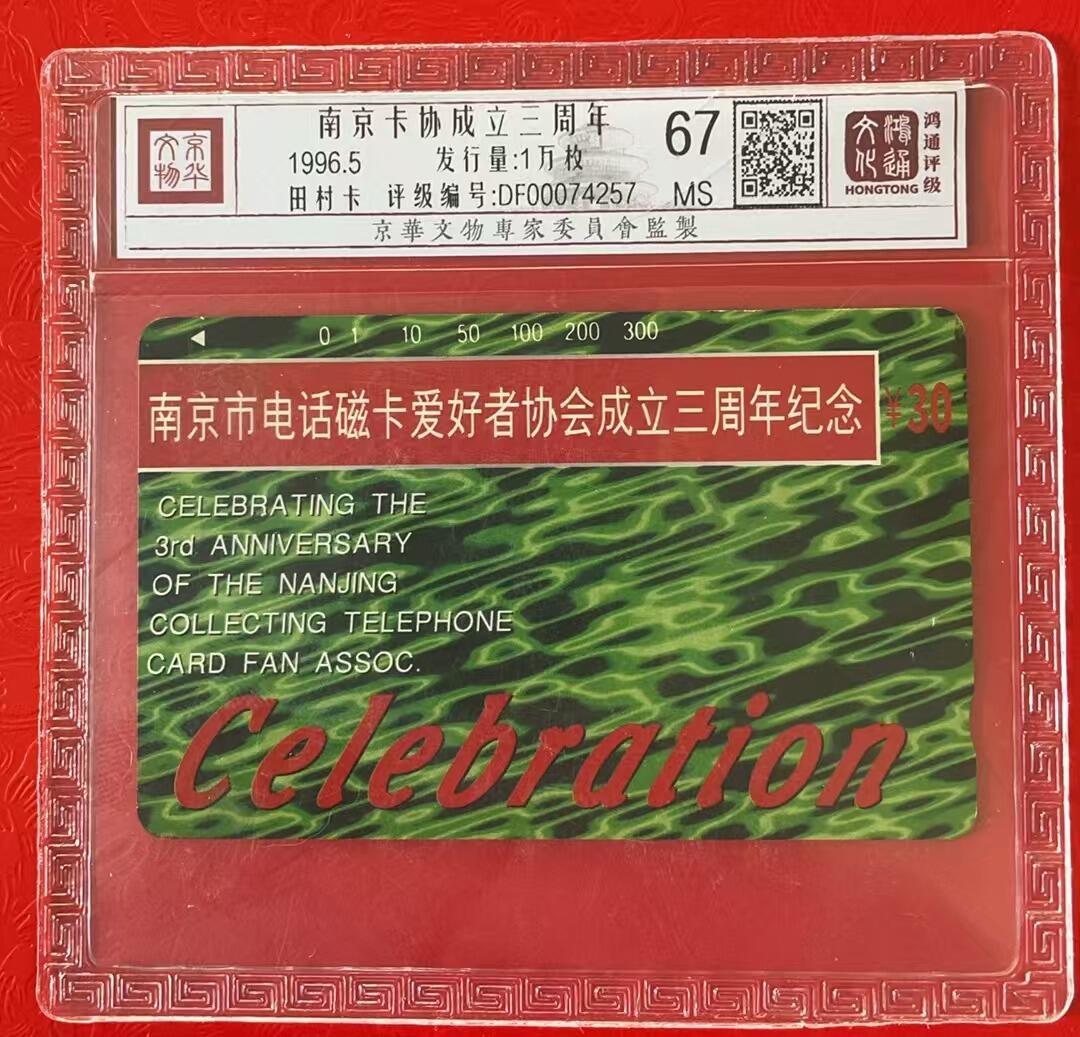 京华文物
南京卡协成立三周年
1996.5 发行量:1万枚
田村卡 评级编号:DF00074257
67
MS
鸿通文化
HONGTONG
鸿通评级
京華文物專家委員會監製
0 1 10 50 100 200 300
南京市电话磁卡爱好者协会成立三周年纪念
¥30
CELEBRATING THE
3rd ANNIVERSARY
OF THE NANJING
COLLECTING TELEPHONE
CARD FAN ASSOC.
Celebration